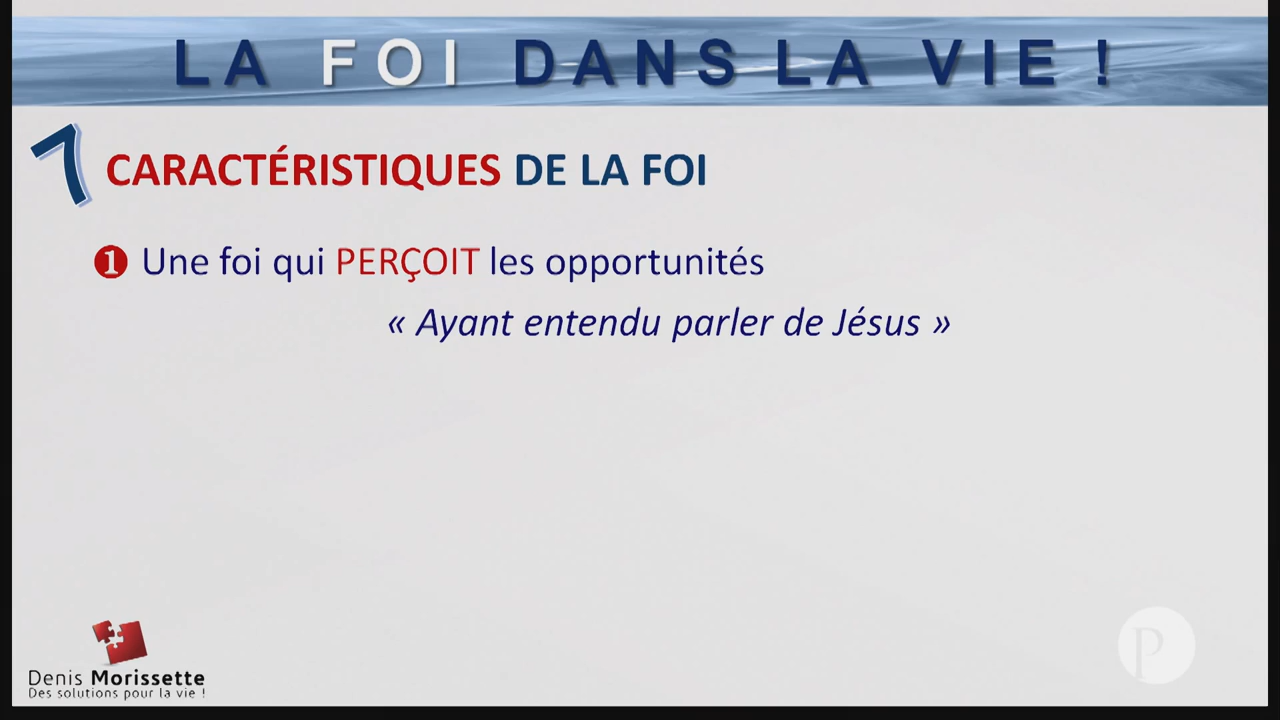 LA FOI DANS LA VIE !
7 CARACTÉRISTIQUES DE LA FOI
1 Une foi qui PERÇOIT les opportunités
« Ayant entendu parler de Jésus »
Denis Morissette
Des solutions pour la vie !
P